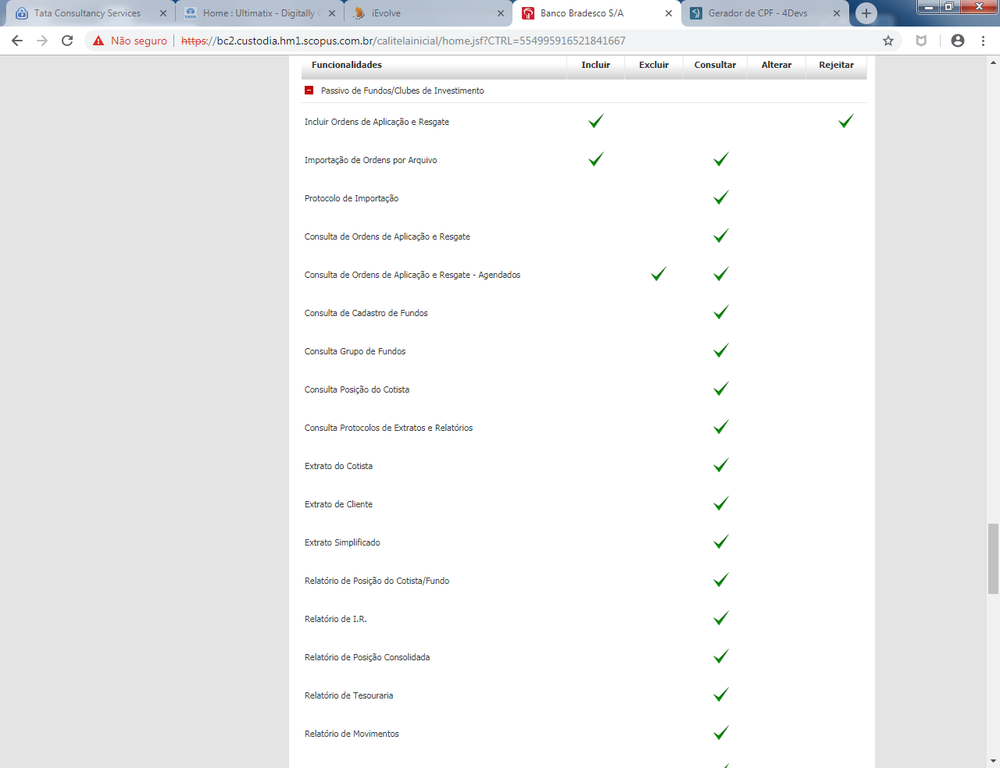 Tata Consultancy Services
Home : Ultimatix - Digitally
iEvolve
Banco Bradesco S/A
Gerador de CPF - 4Devs
Não seguro
https://bc2.custodia.hm1.scopus.com.br/calitelainicial/home.jsf?CTRL=554995916521841667
Funcionalidades Incluir Excluir Consultar Alterar Rejeitar
Passivo de Fundos/Clubes de Investimento
Incluir Ordens de Aplicação e Resgate
Importação de Ordens por Arquivo
Protocolo de Importação
Consulta de Ordens de Aplicação e Resgate
Consulta de Ordens de Aplicação e Resgate - Agendados
Consulta de Cadastro de Fundos
Consulta Grupo de Fundos
Consulta Posição do Cotista
Consulta Protocolos de Extratos e Relatórios
Extrato do Cotista
Extrato de Cliente
Extrato Simplificado
Relatório de Posição do Cotista/Fundo
Relatório de I.R.
Relatório de Posição Consolidada
Relatório de Tesouraria
Relatório de Movimentos